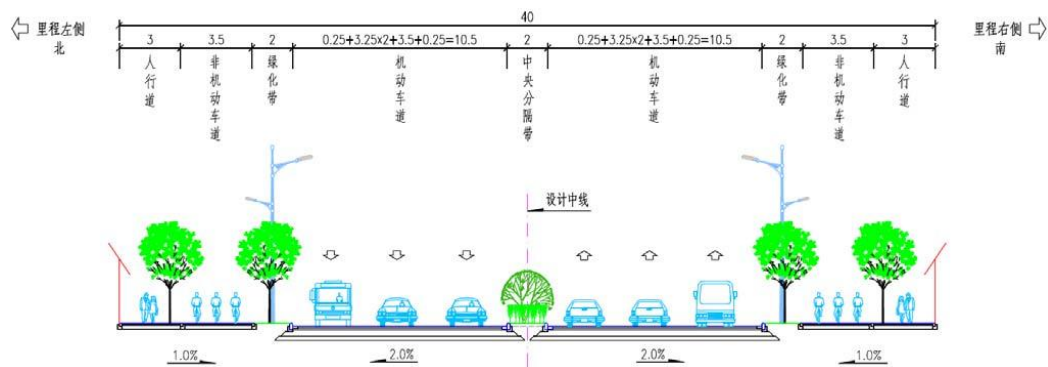 40
里程左侧
北
里程右侧
南
3
3.5
2
0.25+3.25x2+3.5+0.25=10.5
2
0.25+3.25x2+3.5+0.25=10.5
2
3.5
3
人行道
非机动车道
绿化带
机动车道
中央分隔带
机动车道
绿化带
非机动车道
人行道
设计中线
1.0%
2.0%
2.0%
1.0%